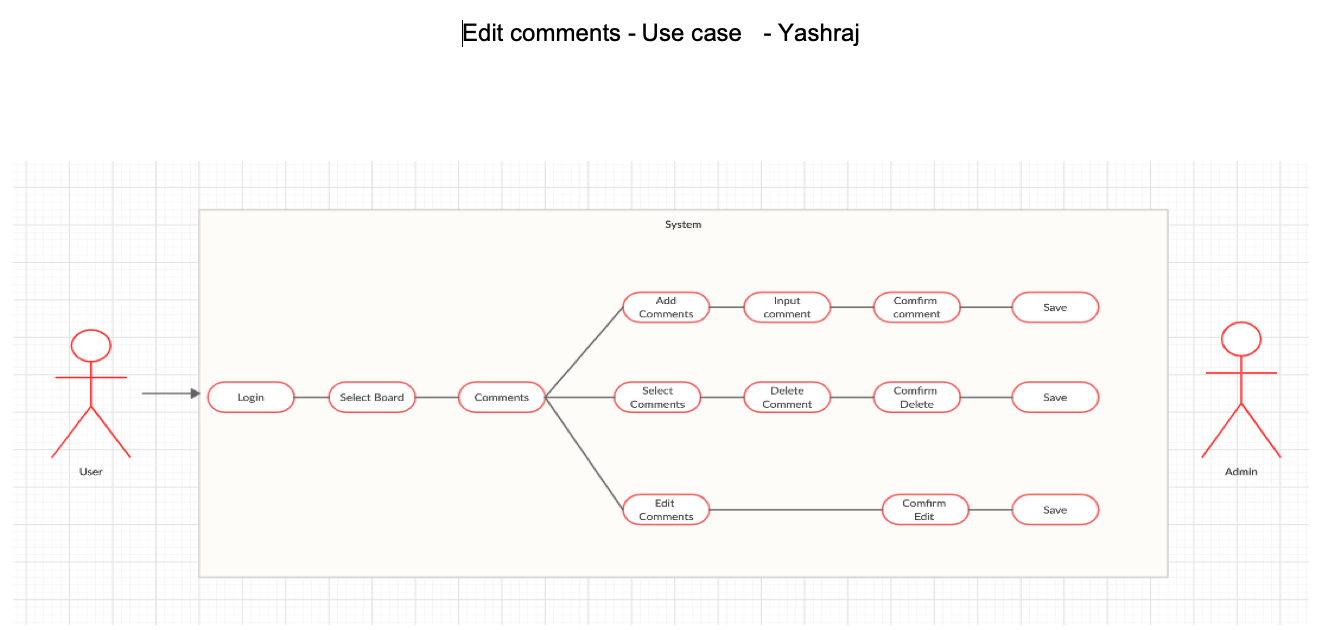 Edit comments - Use case - Yashraj
System
Add
Comments
Input
comment
Comfirm
comment
Save
Login
Select Board
Comments
Select
Comments
Delete
Comment
Comfirm
Delete
Save
Edit
Comments
Comfirm
Edit
Save
User
Admin